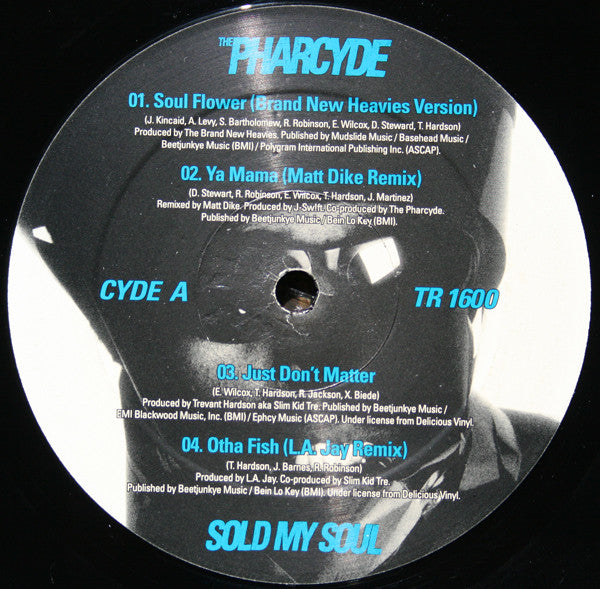 THE
PHARCYDE
01. Soul Flower (Brand New Heavies Version)
(J. Kincaid, A. Levy, S. Bartholomew, R. Robinson, E. Wilcox, D. Steward, T. Hardson)
Produced by The Brand New Heavies. Published by Mudslide Music / Basehead Music /
Beetjunkye Music (BMI) / Polygram International Publishing Inc. (ASCAP).
02. Ya Mama (Matt Dike Remix)
(D. Stewart, R. Robinson, E. Wilcox, T. Hardson, J. Martinez)
Remixed by Matt Dike. Produced by J-Swift. Co-produced by The Pharcyde.
Published by Beetjunkye Music / Bein Lo Key (BMI).
CYDE A
TR 1600
03. Just Don't Matter
(E. Wilcox, T. Hardson, R. Jackson, X. Biede)
Produced by Trevant Hardson aka Slim Kid Tre. Published by Beetjunkye Music /
EMI Blackwood Music, Inc. (BMI) / Ephcy Music (ASCAP). Under license from Delicious Vinyl.
04. Otha Fish (L.A. Jay Remix)
(T. Hardson, J. Barnes, R. Robinson)
Produced by L.A. Jay. Co-produced by Slim Kid Tre.
Published by Beetjunkye Music / Bein Lo Key (BMI). Under license from Delicious Vinyl.
SOLD MY SOUL